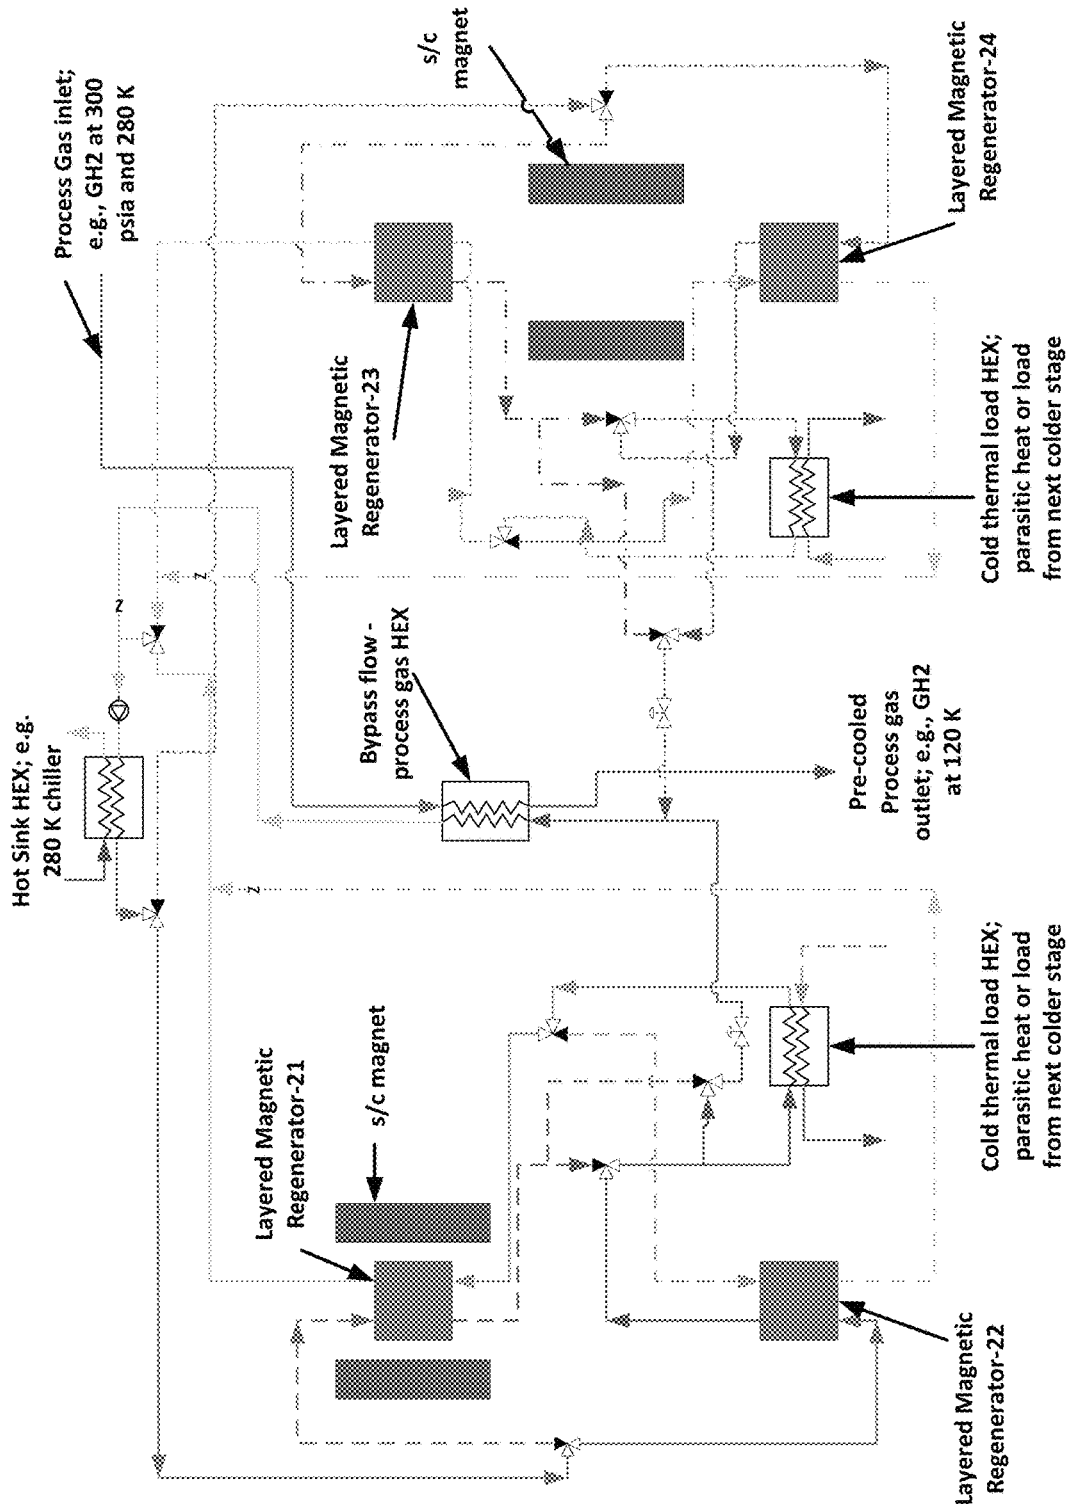 Hot Sink HEX; e.g.
280 K chiller
Process Gas inlet;
e.g., GH2 at 300
psia and 280 K
s/c
magnet
Layered Magnetic
Regenerator-24
Layered Magnetic
Regenerator-23
Cold thermal load HEX;
parasitic heat or load
from next colder stage
Bypass flow -
process gas HEX
Pre-cooled
Process gas
outlet; e.g., GH2
at 120 K
Layered Magnetic
Regenerator-21
s/c magnet
Cold thermal load HEX;
parasitic heat or load
from next colder stage
Layered Magnetic
Regenerator-22